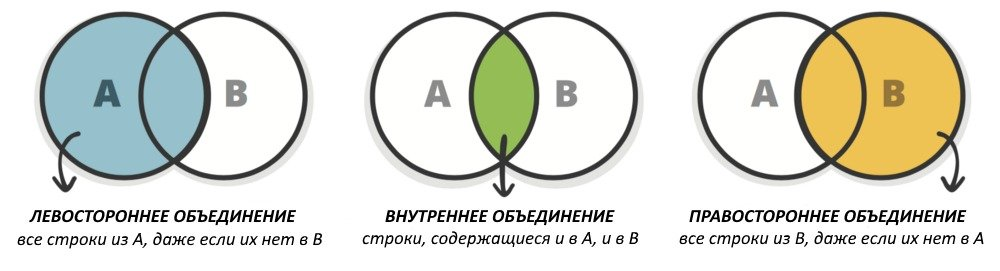 A B
A B
A B
ЛЕВОСТОРОННЕЕ ОБЪЕДИНЕНИЕ
все строки из A, даже если их нет в B
ВНУТРЕННЕЕ ОБЪЕДИНЕНИЕ
строки, содержащиеся и в A, и в B
ПРАВОСТОРОННЕЕ ОБЪЕДИНЕНИЕ
все строки из B, даже если их нет в A